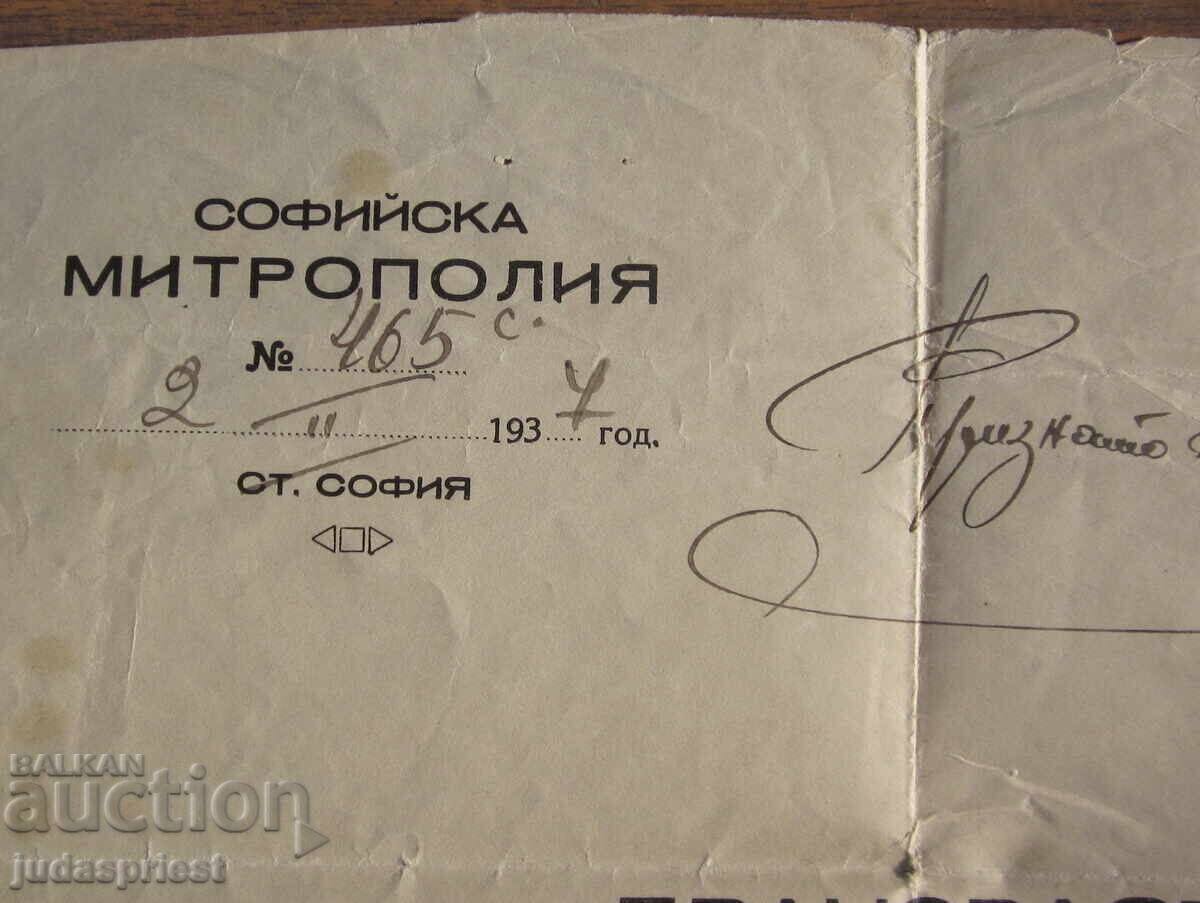 СОФИЙСКА
МИТРОПОЛИЯ
№ 465 с.
2 / II 1937 год.
СТ. СОФИЯ
BALKAN
auction
judaspriest